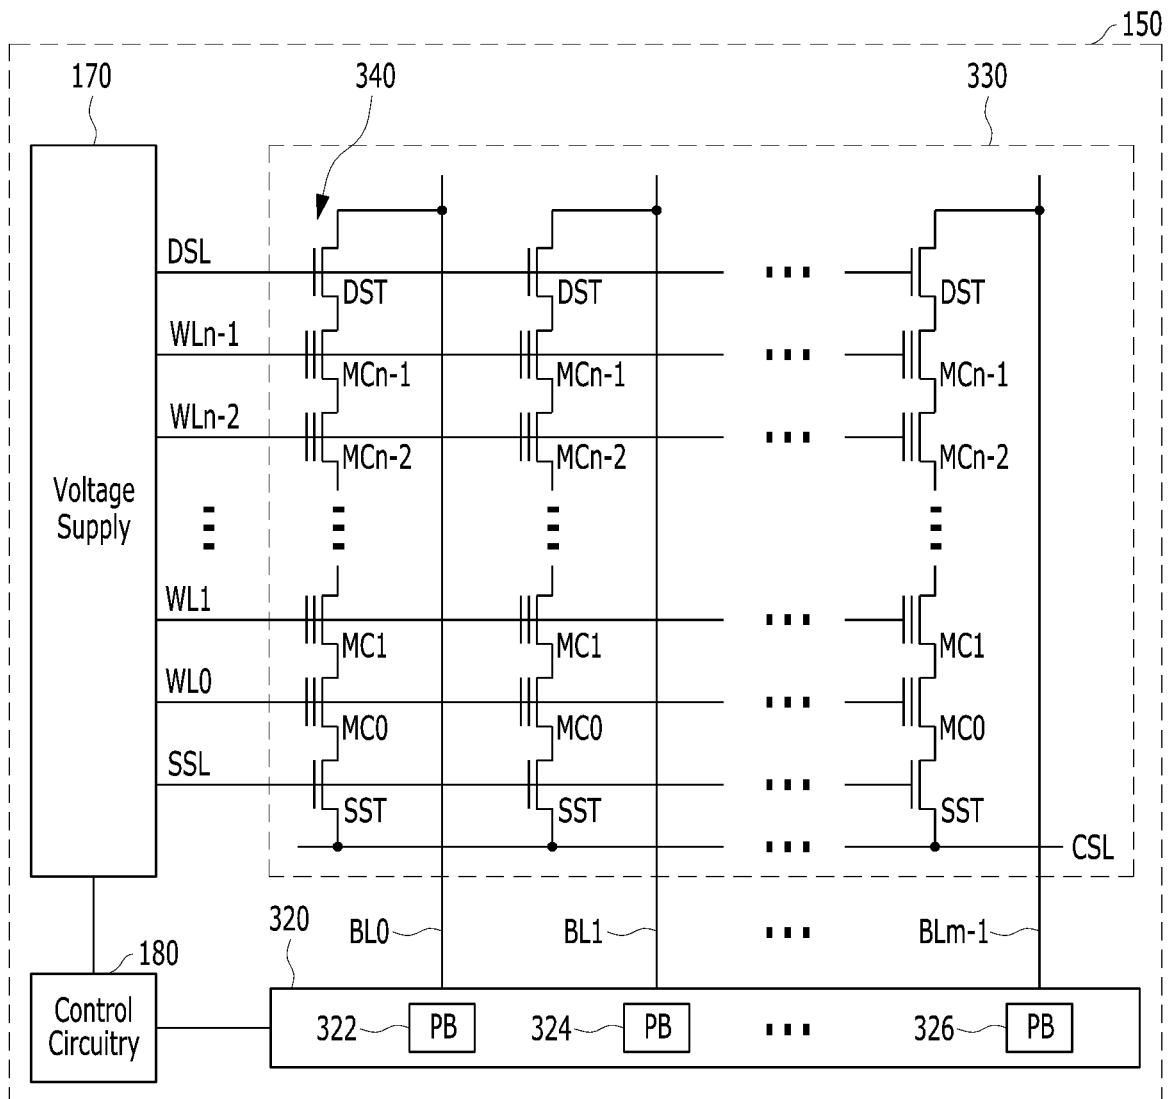 150
170
340
330
DSL
DST
DST
DST
WLn-1
MCn-1
MCn-1
MCn-1
WLn-2
MCn-2
MCn-2
MCn-2
Voltage
Supply
WL1
MC1
MC1
MC1
WL0
MC0
MC0
MC0
SSL
SST
SST
SST
CSL
320
BL0
BL1
BLm-1
180
Control
Circuitry
322
PB
324
PB
326
PB